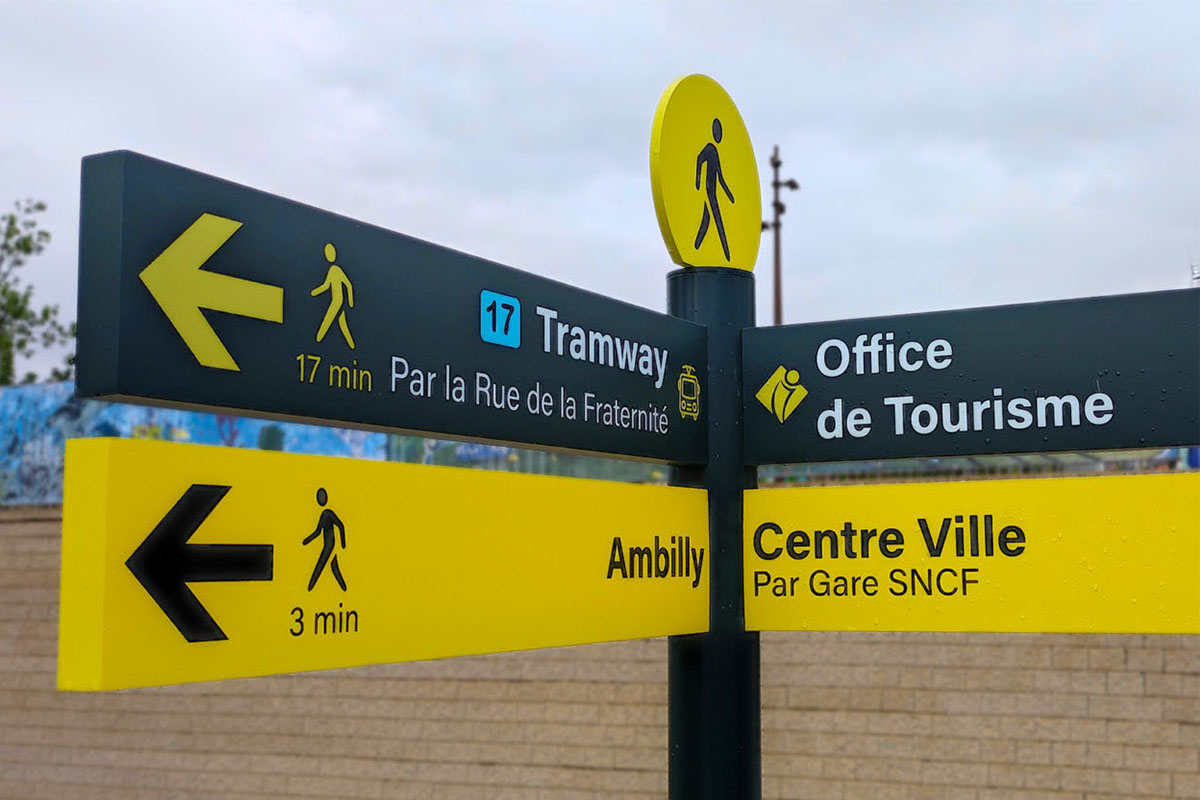 17 Tramway
17 min Par la Rue de la Fraternité
Office
de Tourisme
Ambilly
3 min
Centre Ville
Par Gare SNCF